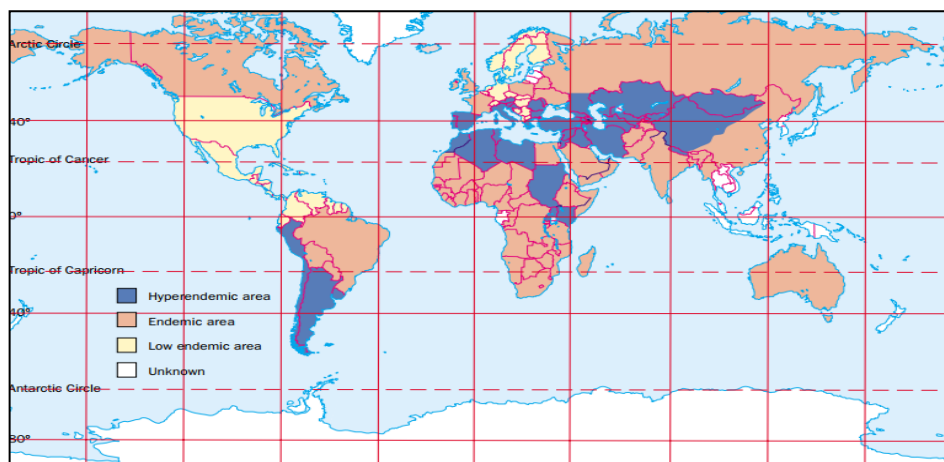 Arctic Circle
40°
Tropic of Cancer
0°
Tropic of Capricorn
Hyperendemic area
40°
Endemic area
Low endemic area
Unknown
Antarctic Circle
80°